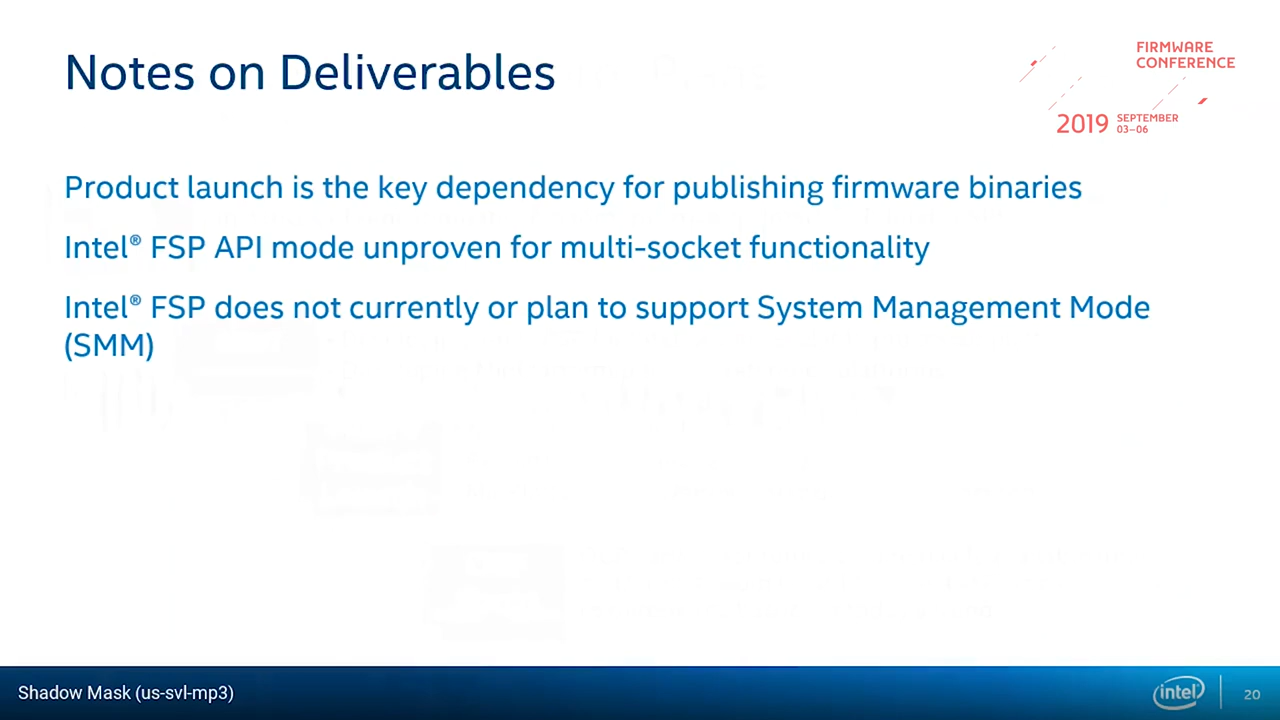 Notes on Deliverables
FIRMWARE
CONFERENCE
2019 SEPTEMBER
03–06
Product launch is the key dependency for publishing firmware binaries
Intel® FSP API mode unproven for multi-socket functionality
Intel® FSP does not currently or plan to support System Management Mode
(SMM)
Shadow Mask (us-svl-mp3)
intel
20